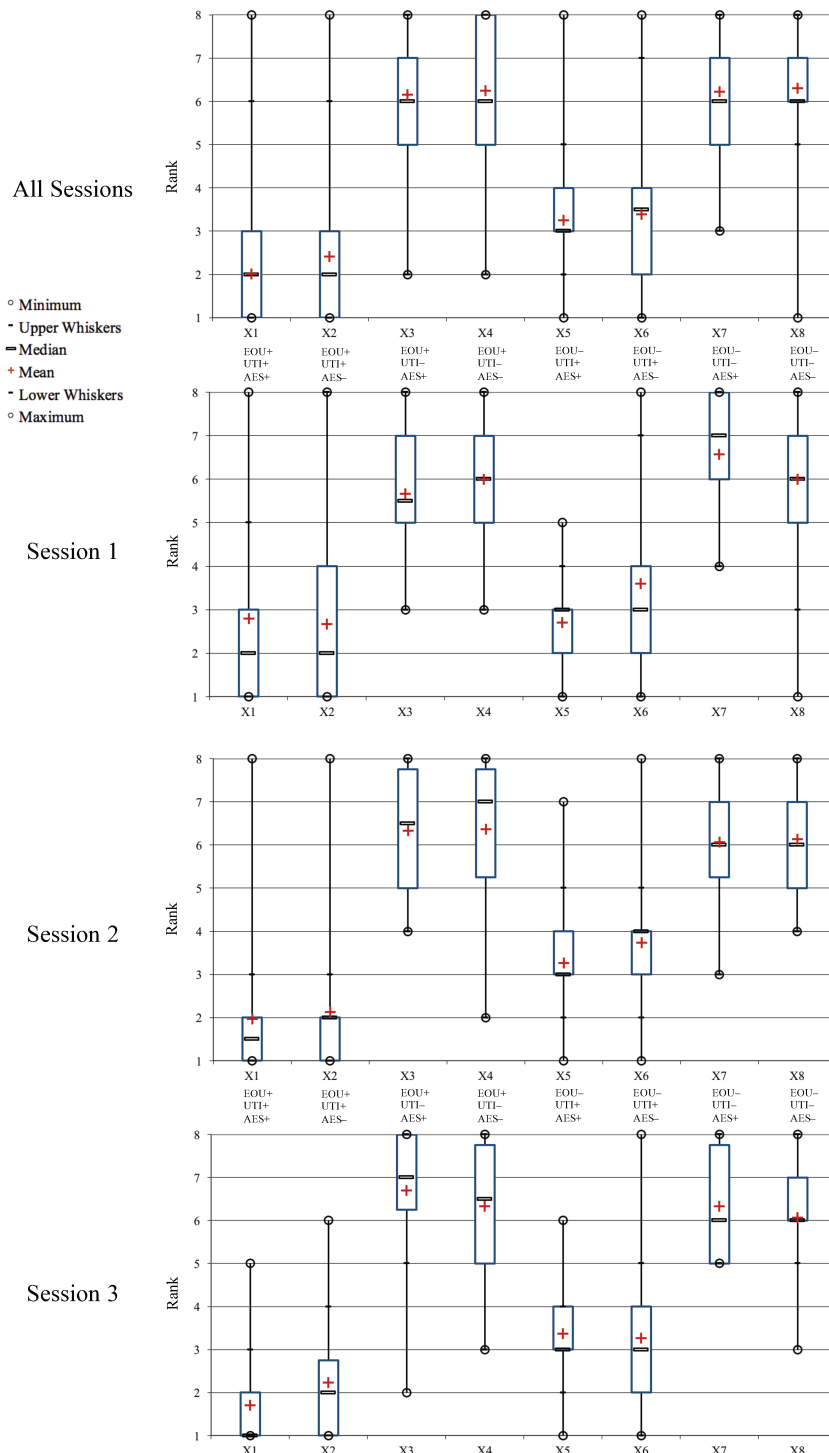 All Sessions
Minimum
Upper Whiskers
Median
Mean
Lower Whiskers
Maximum
Rank
8
7
6
5
4
3
2
1
X1 X2 X3 X4 X5 X6 X7 X8
EOU+ EOU+ EOU+ EOU+ EOU– EOU– EOU– EOU–
UTI+ UTI+ UTI– UTI– UTI+ UTI+ UTI– UTI–
AES+ AES– AES+ AES– AES+ AES– AES+ AES–
Session 1
Rank
8
7
6
5
4
3
2
1
X1 X2 X3 X4 X5 X6 X7 X8
Session 2
Rank
8
7
6
5
4
3
2
1
X1 X2 X3 X4 X5 X6 X7 X8
EOU+ EOU+ EOU+ EOU+ EOU– EOU– EOU– EOU–
UTI+ UTI+ UTI– UTI– UTI+ UTI+ UTI– UTI–
AES+ AES– AES+ AES– AES+ AES– AES+ AES–
Session 3
Rank
8
7
6
5
4
3
2
1
X1 X2 X3 X4 X5 X6 X7 X8